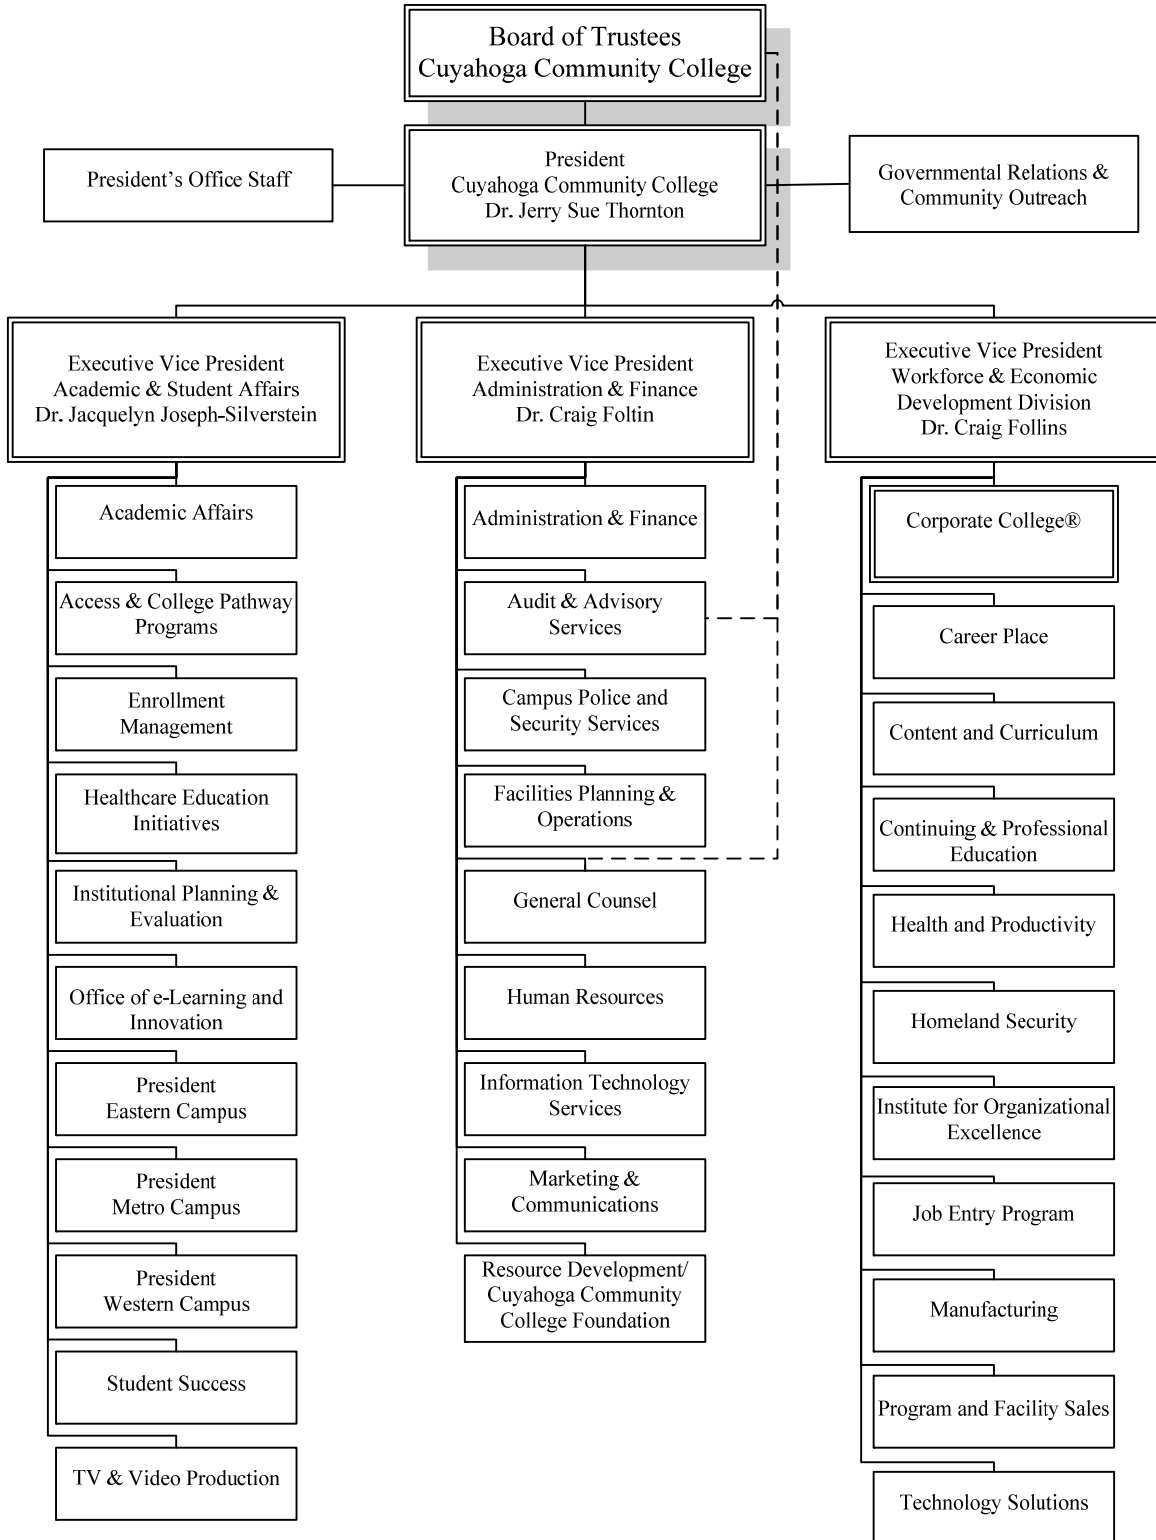 Board of Trustees
Cuyahoga Community College
President's Office Staff
President
Cuyahoga Community College
Dr. Jerry Sue Thornton
Governmental Relations &
Community Outreach
Executive Vice President
Academic & Student Affairs
Dr. Jacquelyn Joseph-Silverstein
Executive Vice President
Administration & Finance
Dr. Craig Foltin
Executive Vice President
Workforce & Economic
Development Division
Dr. Craig Follins
Academic Affairs
Access & College Pathway
Programs
Enrollment
Management
Healthcare Education
Initiatives
Institutional Planning &
Evaluation
Office of e-Learning and
Innovation
President
Eastern Campus
President
Metro Campus
President
Western Campus
Student Success
TV & Video Production
Administration & Finance
Audit & Advisory
Services
Campus Police and
Security Services
Facilities Planning &
Operations
General Counsel
Human Resources
Information Technology
Services
Marketing &
Communications
Resource Development/
Cuyahoga Community
College Foundation
Corporate College®
Career Place
Content and Curriculum
Continuing & Professional
Education
Health and Productivity
Homeland Security
Institute for Organizational
Excellence
Job Entry Program
Manufacturing
Program and Facility Sales
Technology Solutions